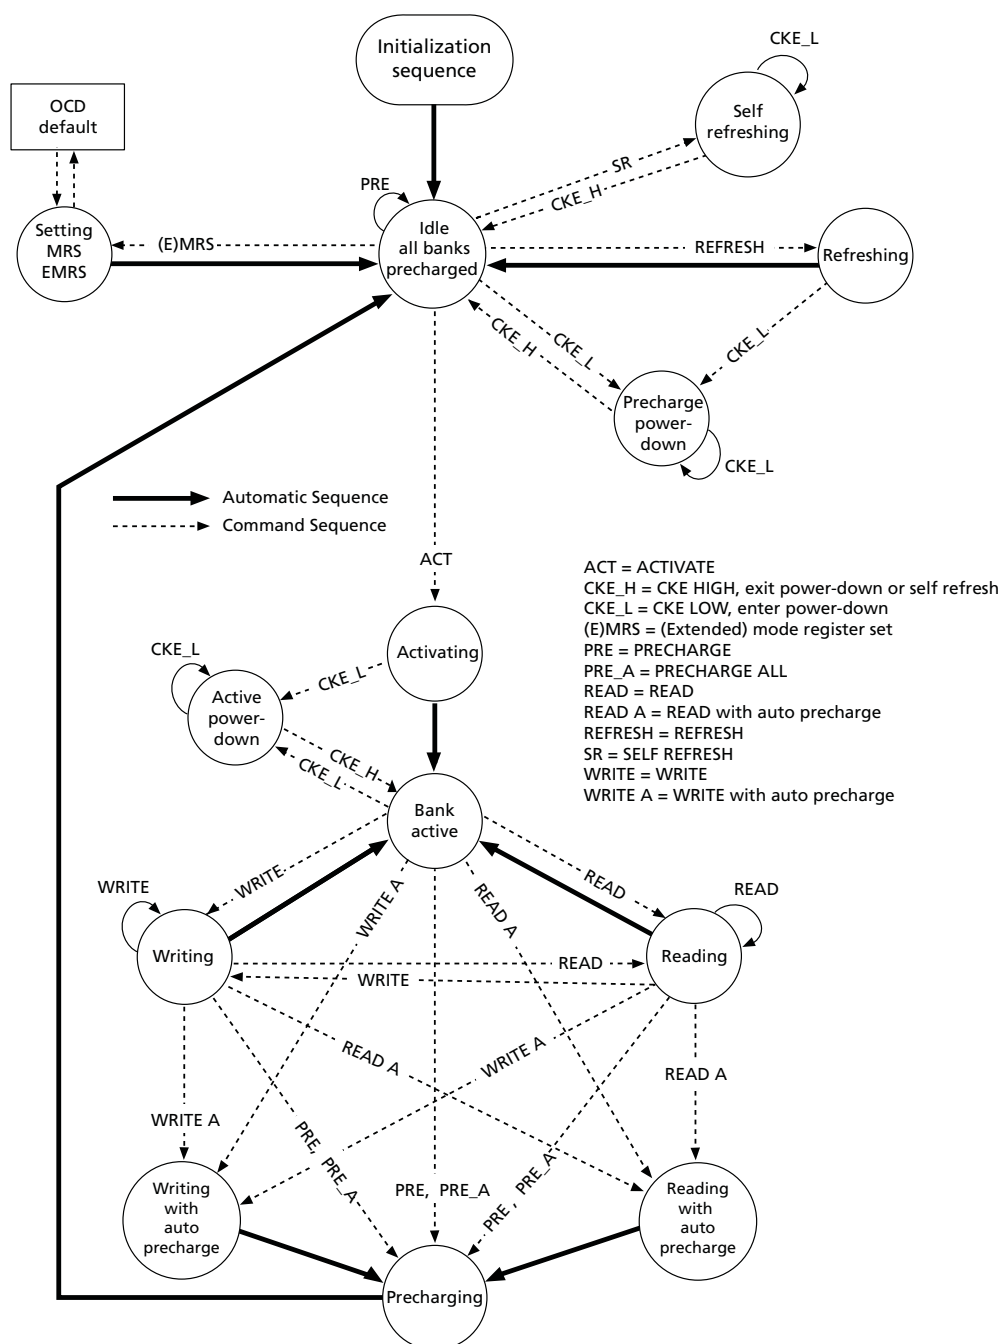 Initialization
sequence
CKE_L
OCD
default
Self
refreshing
SR
CKE_H
PRE
Setting
MRS
EMRS
(E)MRS
Idle
all banks
precharged
REFRESH
Refreshing
CKE_H
CKE_L
CKE_L
Precharge
power-
down
CKE_L
Automatic Sequence
Command Sequence
ACT
ACT = ACTIVATE
CKE_H = CKE HIGH, exit power-down or self refresh
CKE_L = CKE LOW, enter power-down
(E)MRS = (Extended) mode register set
PRE = PRECHARGE
PRE_A = PRECHARGE ALL
READ = READ
READ A = READ with auto precharge
REFRESH = REFRESH
SR = SELF REFRESH
WRITE = WRITE
WRITE A = WRITE with auto precharge
Activating
CKE_L
CKE_L
Active
power-
down
CKE_H
CKE_L
Bank
active
WRITE
WRITE
WRITE A
READ A
READ
READ
Writing
READ
WRITE
Reading
READ A
WRITE A
READ A
WRITE A
PRE, PRE_A
PRE, PRE_A
PRE, PRE_A
Writing
with
auto
precharge
Reading
with
auto
precharge
Precharging